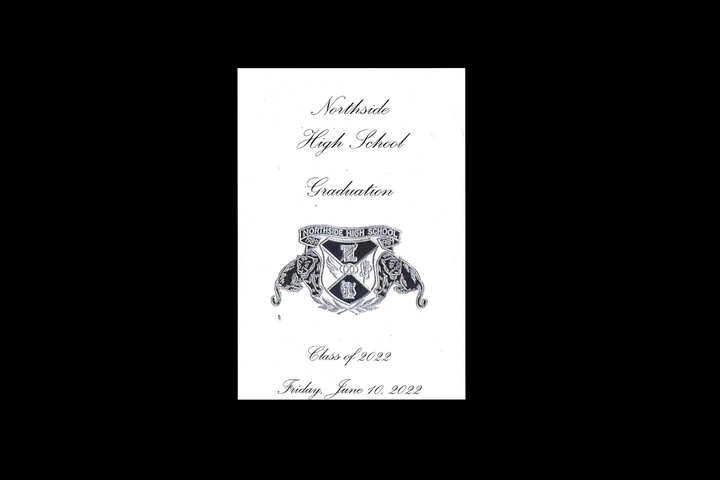 Northside
High School
Graduation
NORTHSIDE HIGH SCHOOL
Class of 2022
Friday, June 10, 2022